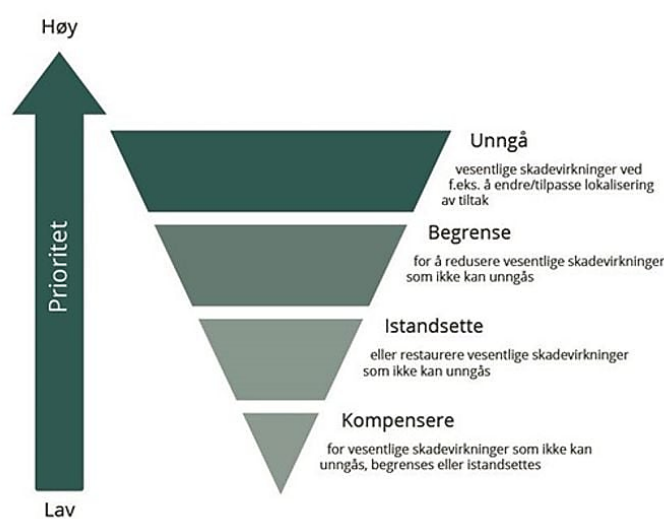 Høy
Prioritet
Unngå
vesentlige skadevirkninger ved
f.eks. å endre/tilpasse lokalisering
av tiltak
Begrense
for å redusere vesentlige skadevirkninger
som ikke kan unngås
Istandsette
eller restaurere vesentlige skadevirkninger
som ikke kan unngås
Kompensere
for vesentlige skadevirkninger som ikke kan
unngås, begrenses eller istandsettes
Lav